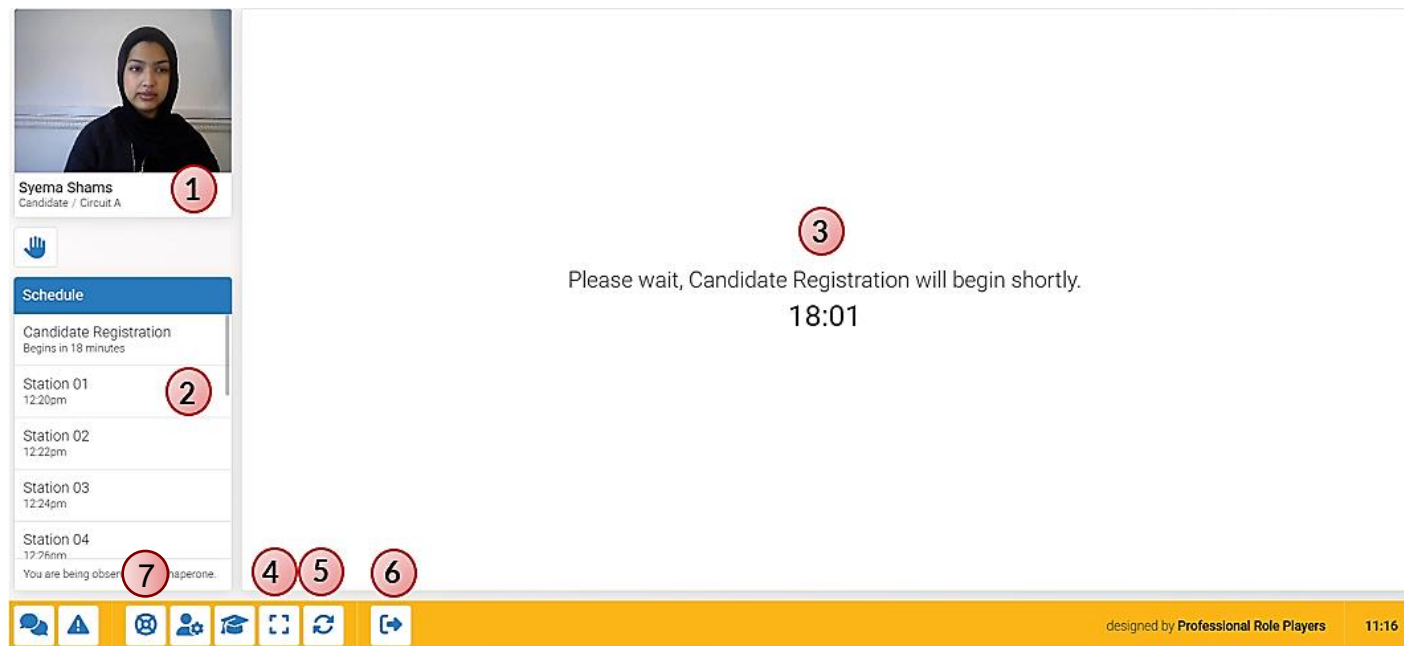 Syema Shams
Candidate / Circuit A
1
Schedule
Candidate Registration
Begins in 18 minutes
Station 01
12:20pm
2
Station 02
12:22pm
Station 03
12:24pm
Station 04
12:26pm
You are being
3
Please wait, Candidate Registration will begin shortly.
18:01
7
4
5
6
designed by Professional Role Players
11:16